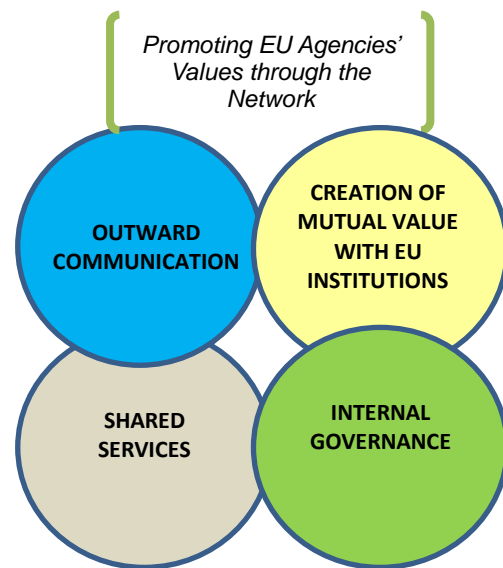 Promoting EU Agencies’
Values through the
Network
OUTWARD
COMMUNICATION
CREATION OF
MUTUAL VALUE
WITH EU
INSTITUTIONS
SHARED
SERVICES
INTERNAL
GOVERNANCE